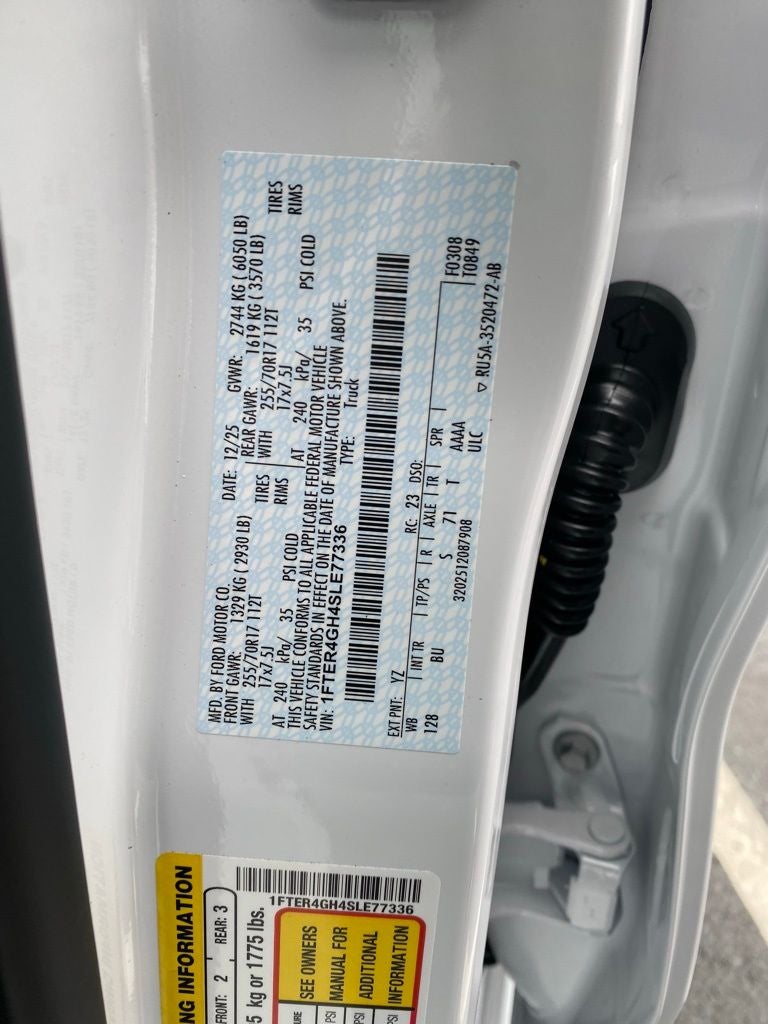 MFD. BY FORD MOTOR CO.
DATE: 12/25 GVWR: 2744 KG ( 6050 LB)
FRONT GAWR: 1329 KG ( 2930 LB) REAR GAWR: 1619 KG ( 3570 LB)
WITH 255/70R17 112T TIRES WITH 255/70R17 112T TIRES
17x7.5J RIMS 17x7.5J RIMS
AT 240 kPa/ 35 PSI COLD AT 240 kPa/ 35 PSI COLD
THIS VEHICLE CONFORMS TO ALL APPLICABLE FEDERAL MOTOR VEHICLE
SAFETY STANDARDS IN EFFECT ON THE DATE OF MANUFACTURE SHOWN ABOVE.
VIN: 1FTER4GH4SLE77336 TYPE: Truck
EXT PNT: YZ RC: 23 DSO: F0308
WB INT TR TP/PS R AXLE TR SPR T0849
128 BU S 71 T AAAA
ULC
3202512087908
RU5A-3520472-AB
NG INFORMATION
FRONT: 2 REAR: 3
5 kg or 1775 lbs.
1FTER4GH4SLE77336
SEE OWNERS
MANUAL FOR
ADDITIONAL
INFORMATION
PSI
PSI
PSI